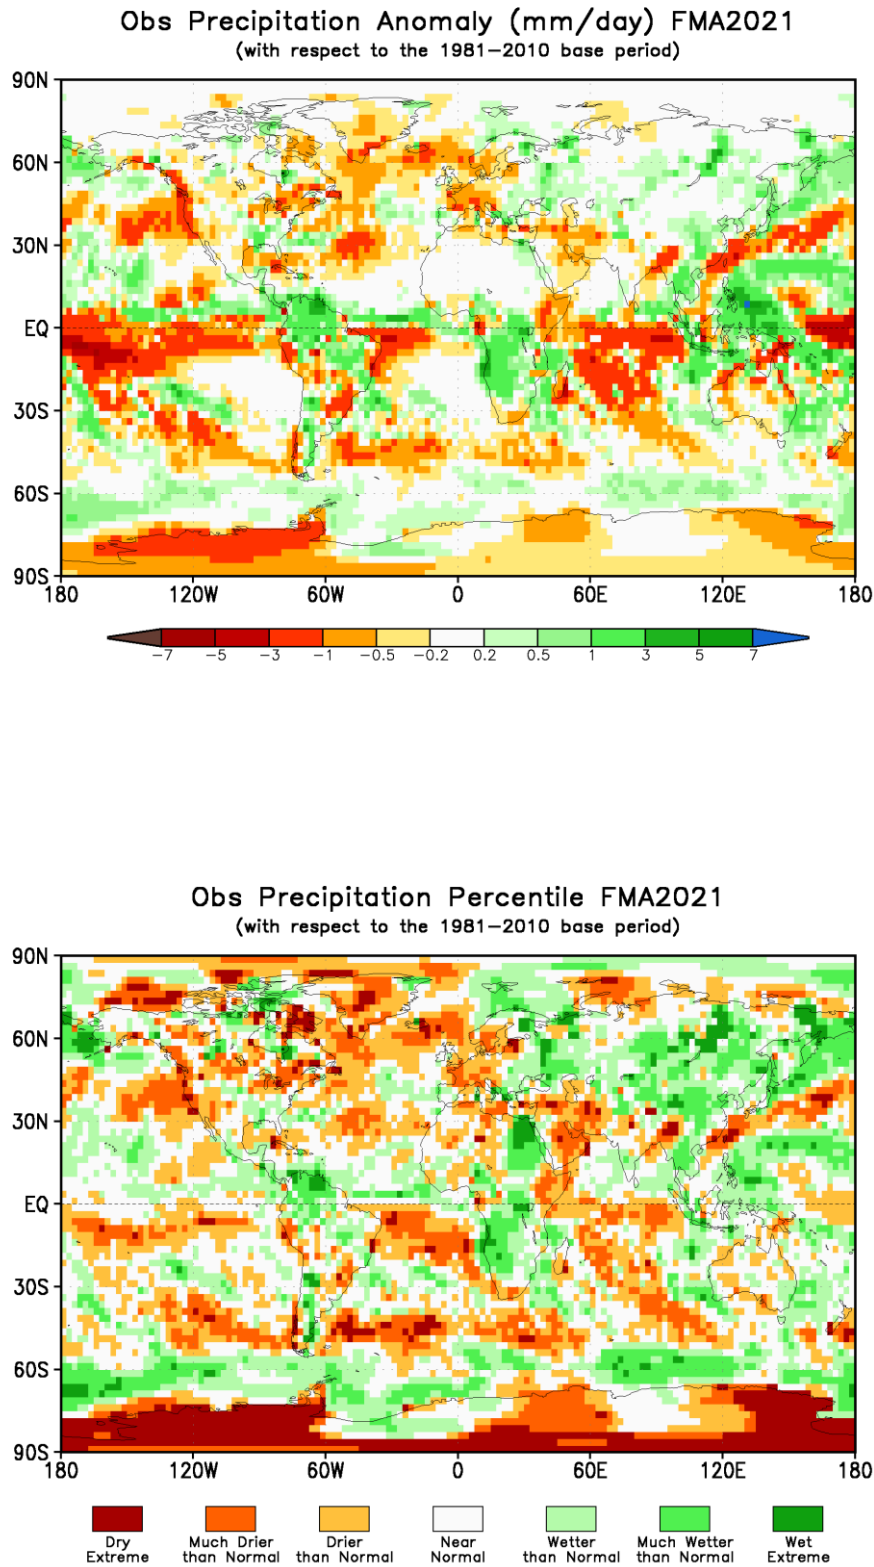 Obs Precipitation Anomaly (mm/day) FMA2021
(with respect to the 1981−2010 base period)
90N
60N
30N
EQ
30S
60S
90S
180 120W 60W 0 60E 120E 180
−7 −5 −3 −1 −0.5 −0.2 0.2 0.5 1 3 5 7
Obs Precipitation Percentile FMA2021
(with respect to the 1981−2010 base period)
90N
60N
30N
EQ
30S
60S
90S
180 120W 60W 0 60E 120E 180
Dry Much Drier Drier Near Wetter Much Wetter Wet
Extreme than Normal than Normal Normal than Normal than Normal Extreme